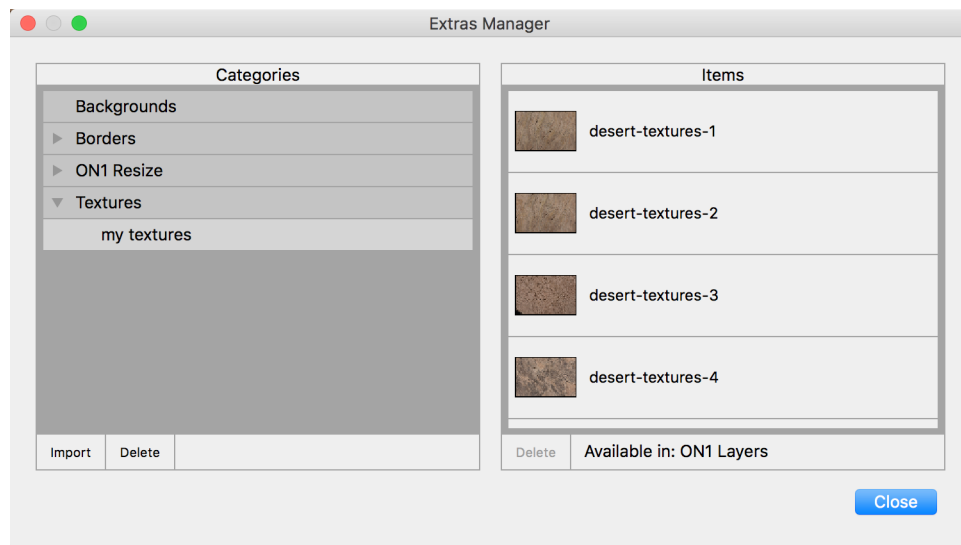 Extras Manager
Categories
Backgrounds
Borders
ON1 Resize
Textures
my textures
Import Delete
Items
desert-textures-1
desert-textures-2
desert-textures-3
desert-textures-4
Delete Available in: ON1 Layers
Close